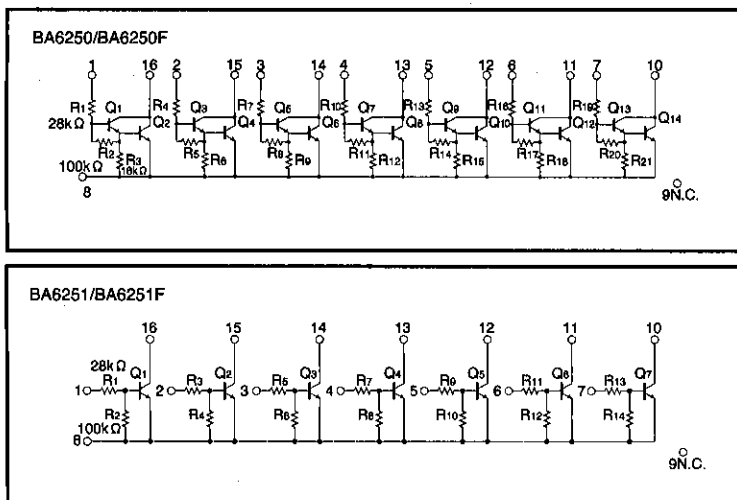 BA6250/BA6250F
1 16 2 15 3 14 4 13 5 12 6 11 7 10
R1 Q1 R4 Q3 R7 Q5 R10 Q7 R13 Q9 R16 Q11 R19 Q13
28kΩ Q2 Q4 Q6 Q8 Q10 Q12 Q14
R2 R5 R8 R11 R14 R17 R20
100kΩ R3 R6 R9 R12 R15 R18 R21
16kΩ
8
9N.C.
BA6251/BA6251F
16 15 14 13 12 11 10
28kΩ Q1 Q2 Q3 Q4 Q5 Q6 Q7
1 R1 2 R3 3 R5 4 R7 5 R9 6 R11 7 R13
R2 R4 R6 R8 R10 R12 R14
100kΩ
8
9N.C.